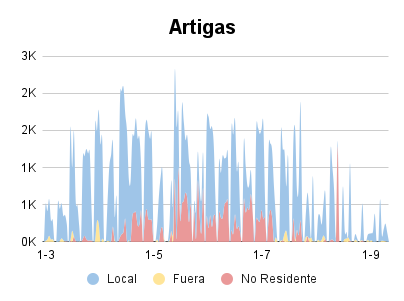 Artigas
3K
2K
2K
1K
1K
0K
1-3 1-5 1-7 1-9
Local Fuera No Residente